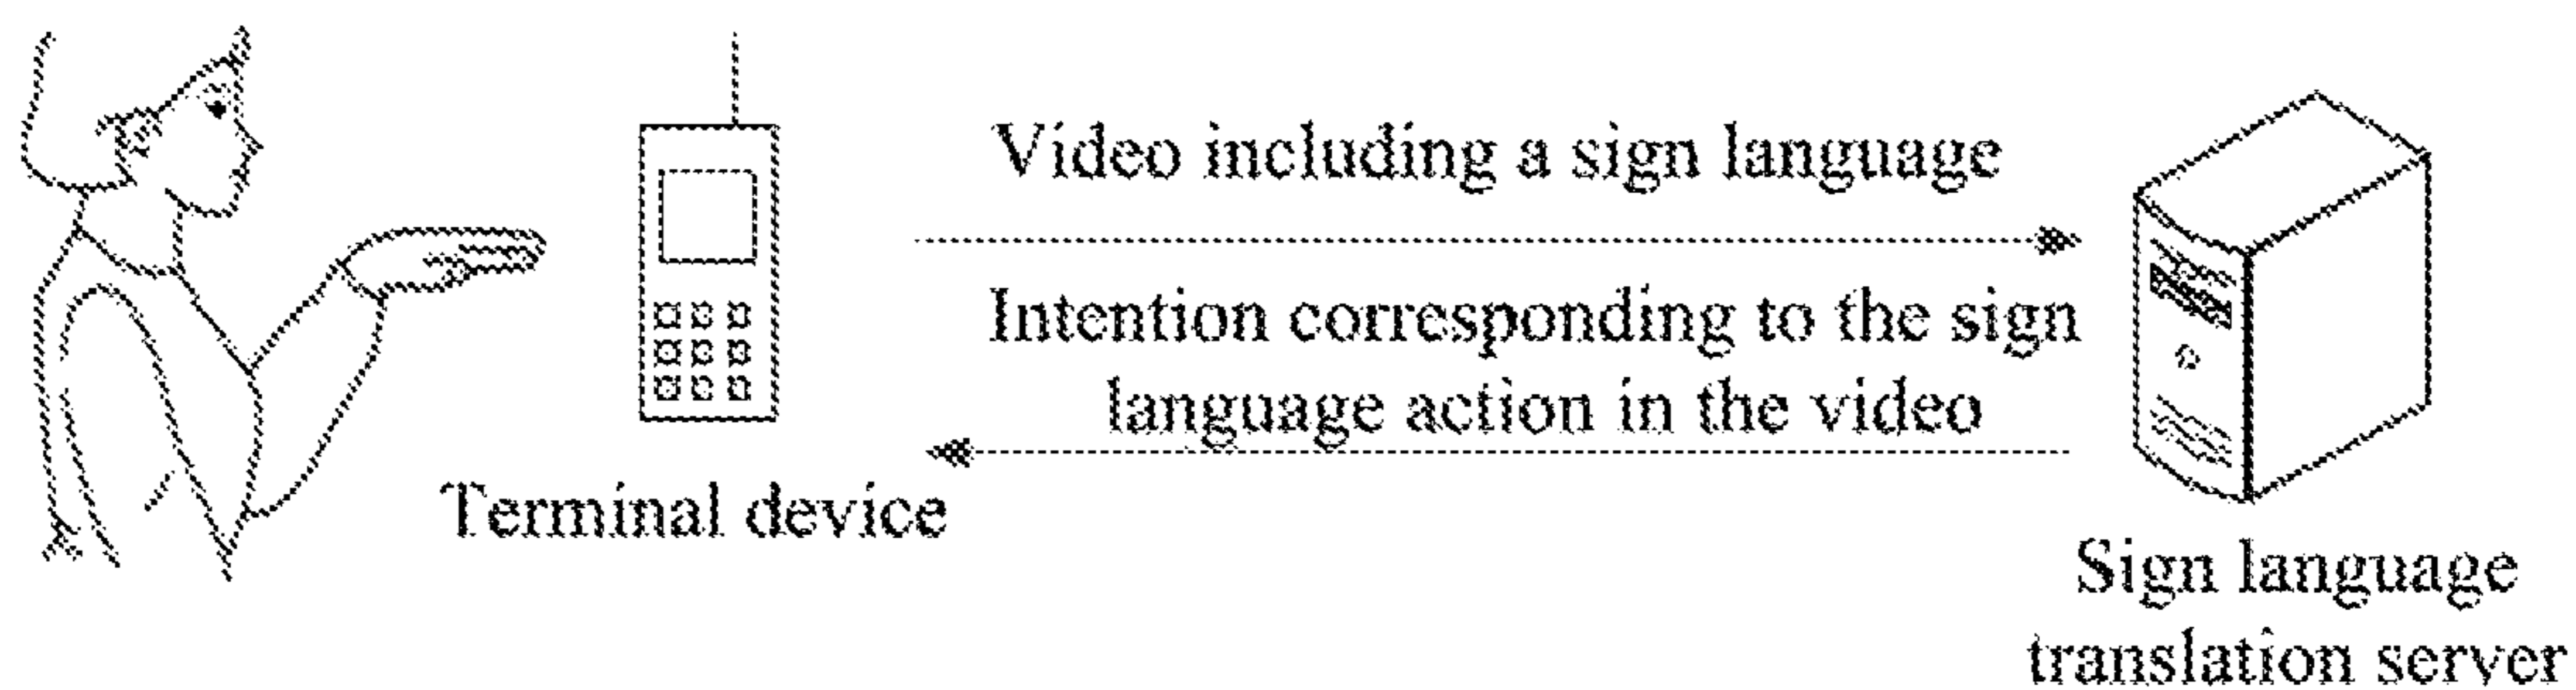 Video including a sign language
Intention corresponding to the sign
language action in the video
Terminal device
Sign language
translation server